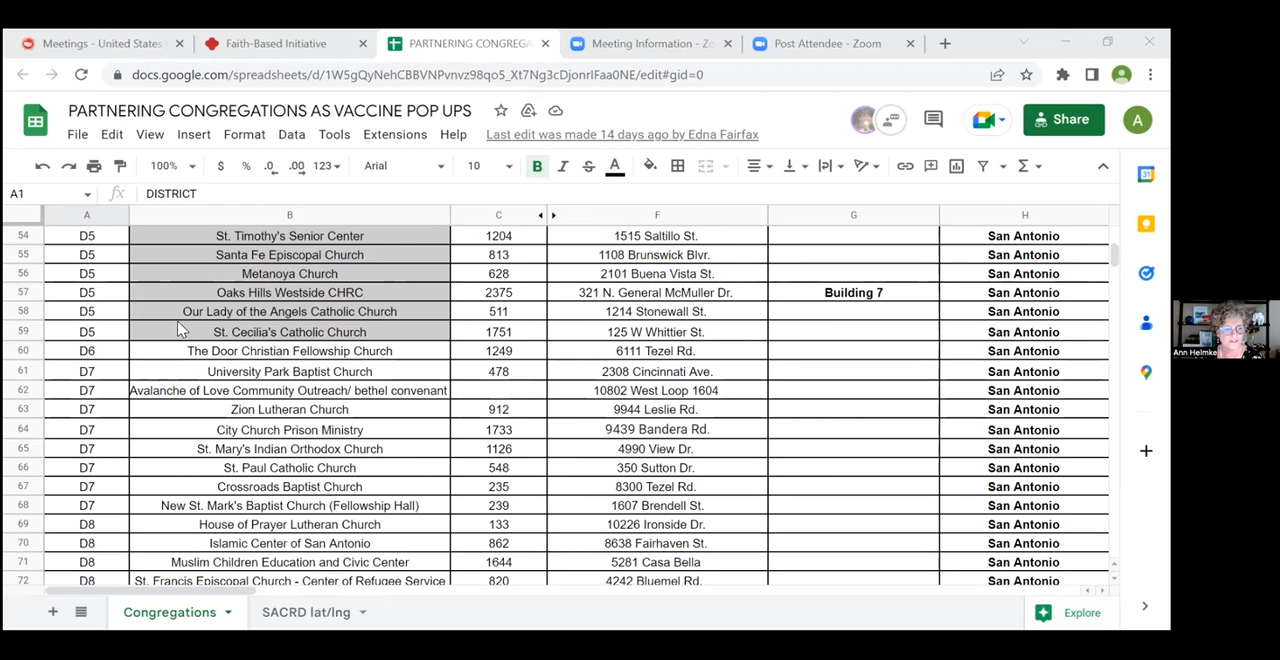 Meetings - United States
Faith-Based Initiative
PARTNERING CONGREGA
Meeting Information - Zo
Post Attendee - Zoom
docs.google.com/spreadsheets/d/1W5gQyNehCBBVNPvnvz98qo5_Xt7Ng3cDjonrIFaa0NE/edit#gid=0
PARTNERING CONGREGATIONS AS VACCINE POP UPS
File Edit View Insert Format Data Tools Extensions Help Last edit was made 14 days ago by Edna Fairfax
Share
A
100% $ % .0 .00 123 Arial 10 B I S A
A1 fx DISTRICT
A B C F G H
54 D5 St. Timothy's Senior Center 1204 1515 Saltillo St. San Antonio
55 D5 Santa Fe Episcopal Church 813 1108 Brunswick Blvr. San Antonio
56 D5 Metanoya Church 628 2101 Buena Vista St. San Antonio
57 D5 Oaks Hills Westside CHRC 2375 321 N. General McMuller Dr. Building 7 San Antonio
58 D5 Our Lady of the Angels Catholic Church 511 1214 Stonewall St. San Antonio
59 D5 St. Cecilia's Catholic Church 1751 125 W Whittier St. San Antonio
60 D6 The Door Christian Fellowship Church 1249 6111 Tezel Rd. San Antonio
61 D7 University Park Baptist Church 478 2308 Cincinnati Ave. San Antonio
62 D7 Avalanche of Love Community Outreach/ bethel convenant 10802 West Loop 1604 San Antonio
63 D7 Zion Lutheran Church 912 9944 Leslie Rd. San Antonio
64 D7 City Church Prison Ministry 1733 9439 Bandera Rd. San Antonio
65 D7 St. Mary's Indian Orthodox Church 1126 4990 View Dr. San Antonio
66 D7 St. Paul Catholic Church 548 350 Sutton Dr. San Antonio
67 D7 Crossroads Baptist Church 235 8300 Tezel Rd. San Antonio
68 D7 New St. Mark's Baptist Church (Fellowship Hall) 239 1607 Brendell St. San Antonio
69 D8 House of Prayer Lutheran Church 133 10226 Ironside Dr. San Antonio
70 D8 Islamic Center of San Antonio 862 8638 Fairhaven St. San Antonio
71 D8 Muslim Children Education and Civic Center 1644 5281 Casa Bella San Antonio
72 D8 St. Francis Episcopal Church - Center of Refugee Service 820 4242 Bluemel Rd. San Antonio
Congregations SACRD lat/lng Explore
31
Ann Helmke